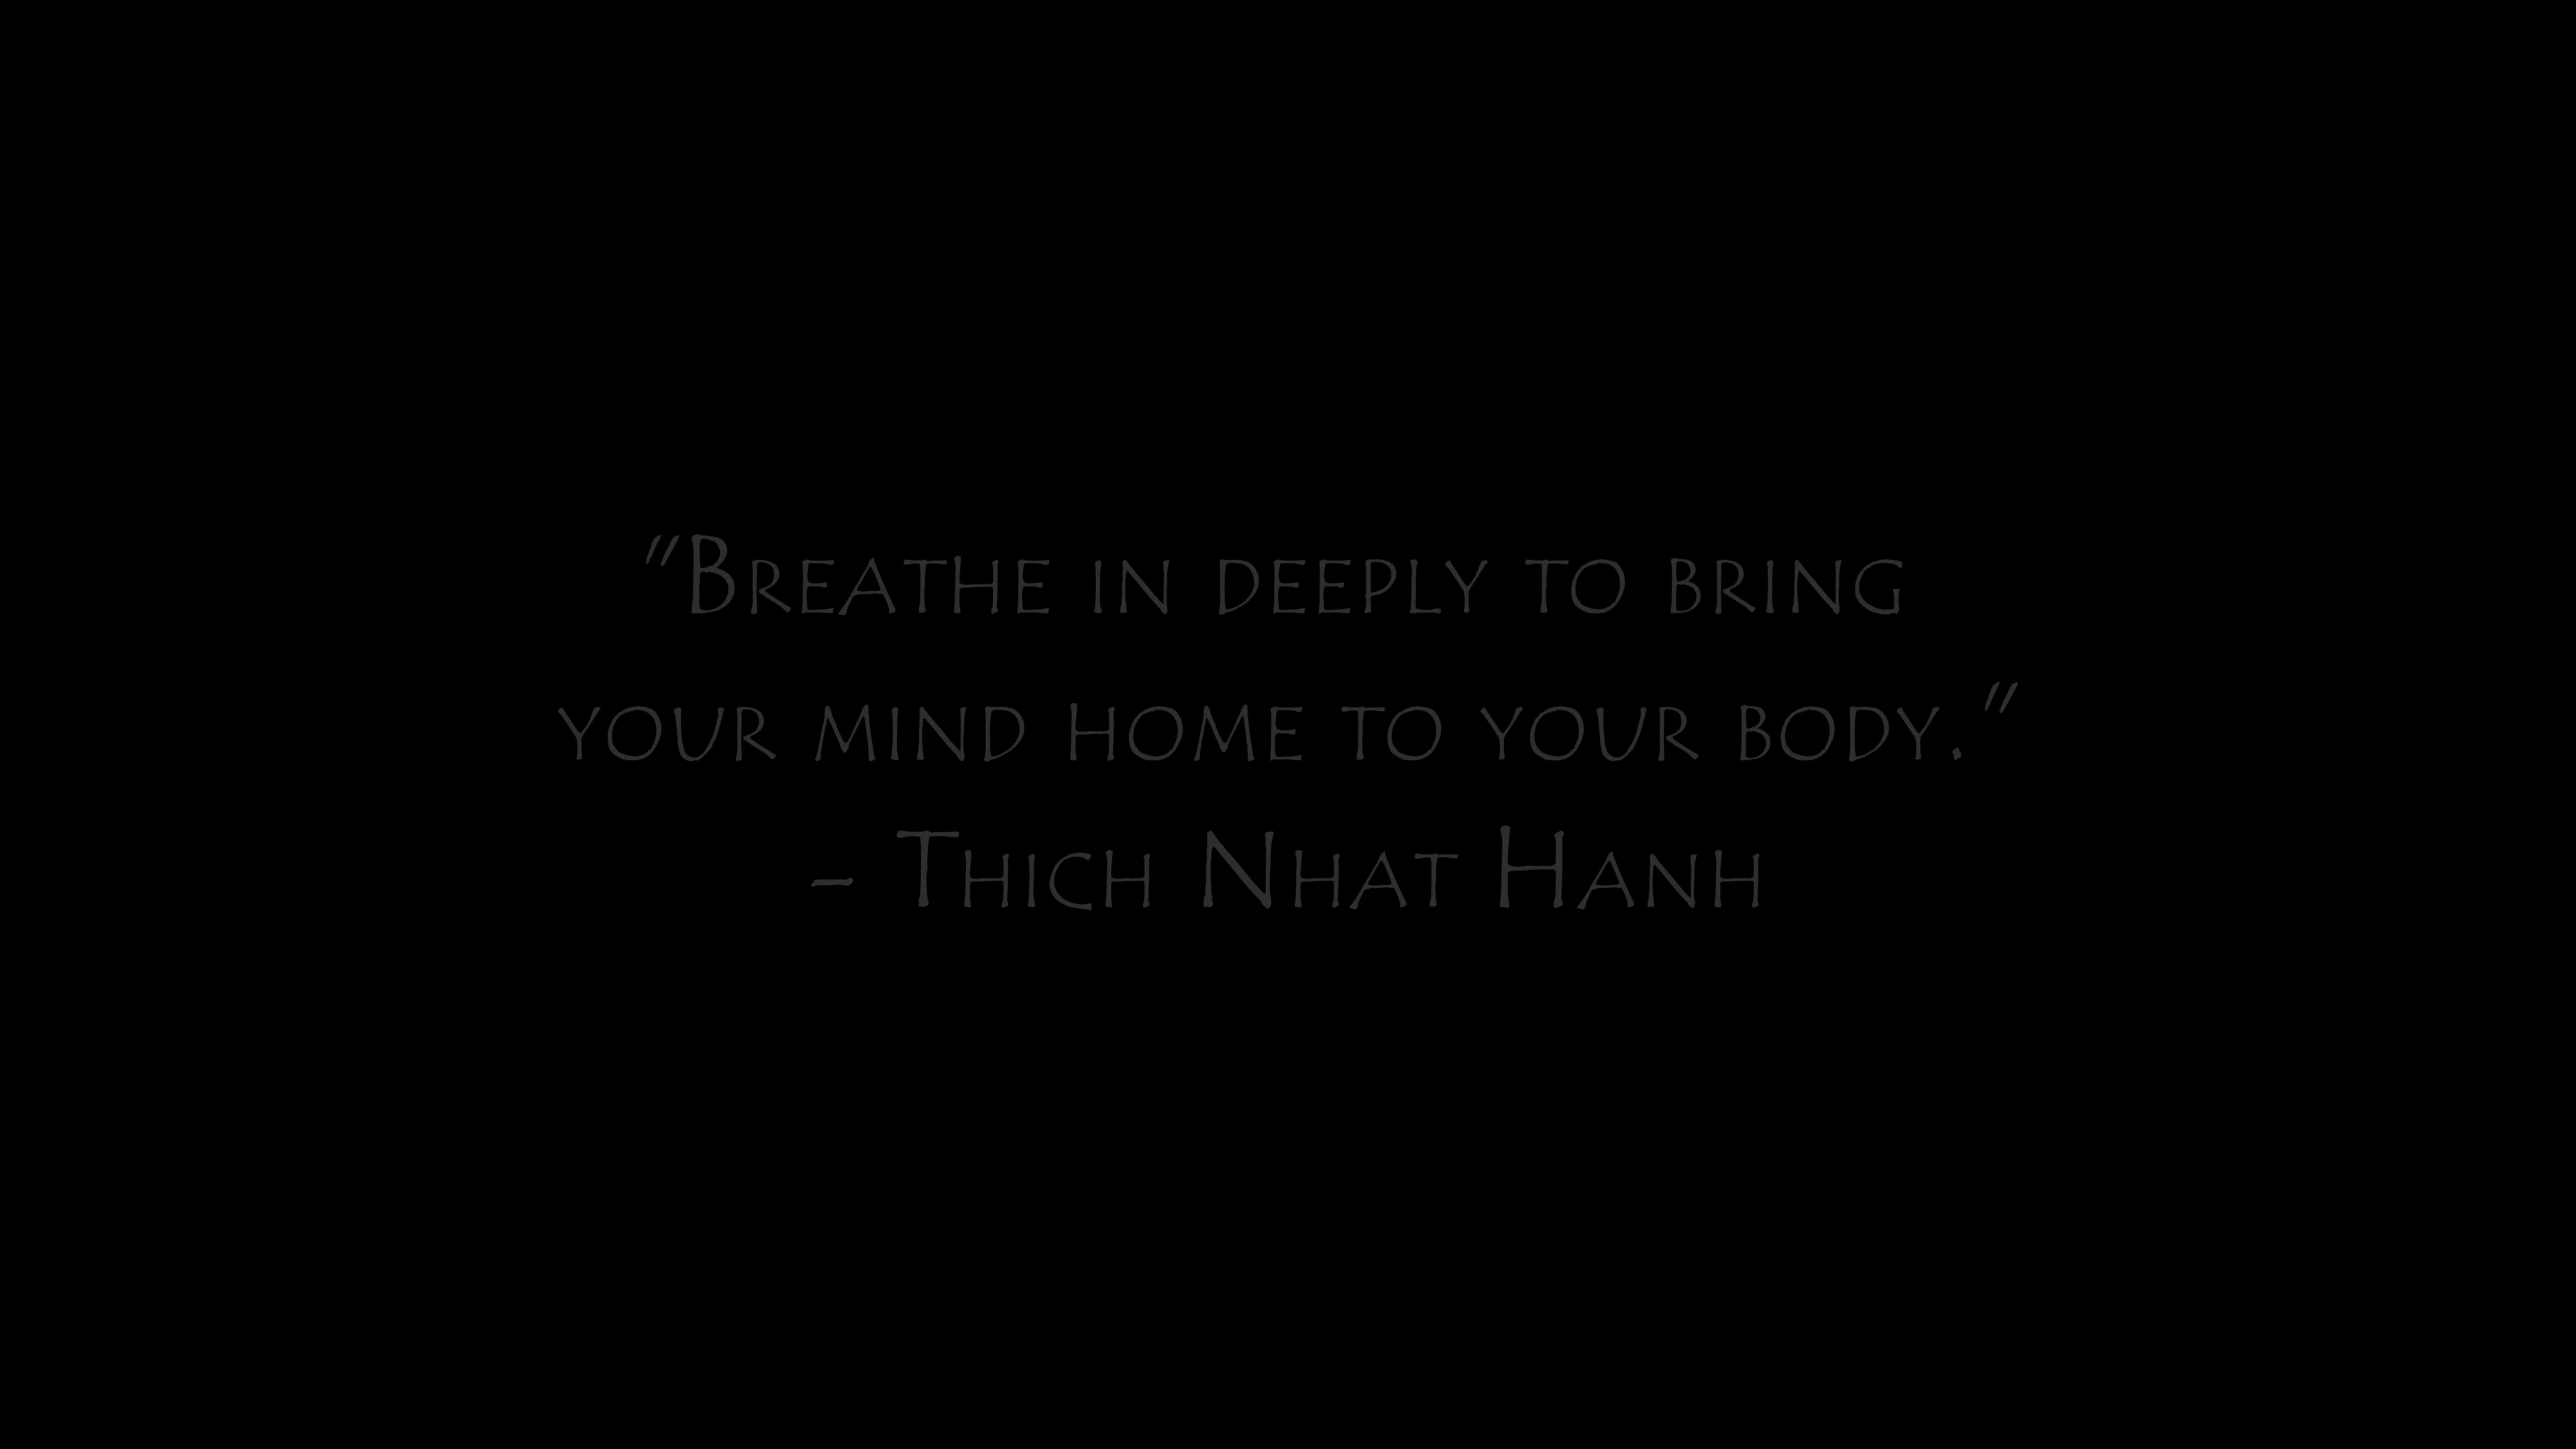 "Breathe in deeply to bring
your mind home to your body."
– Thich Nhat Hanh